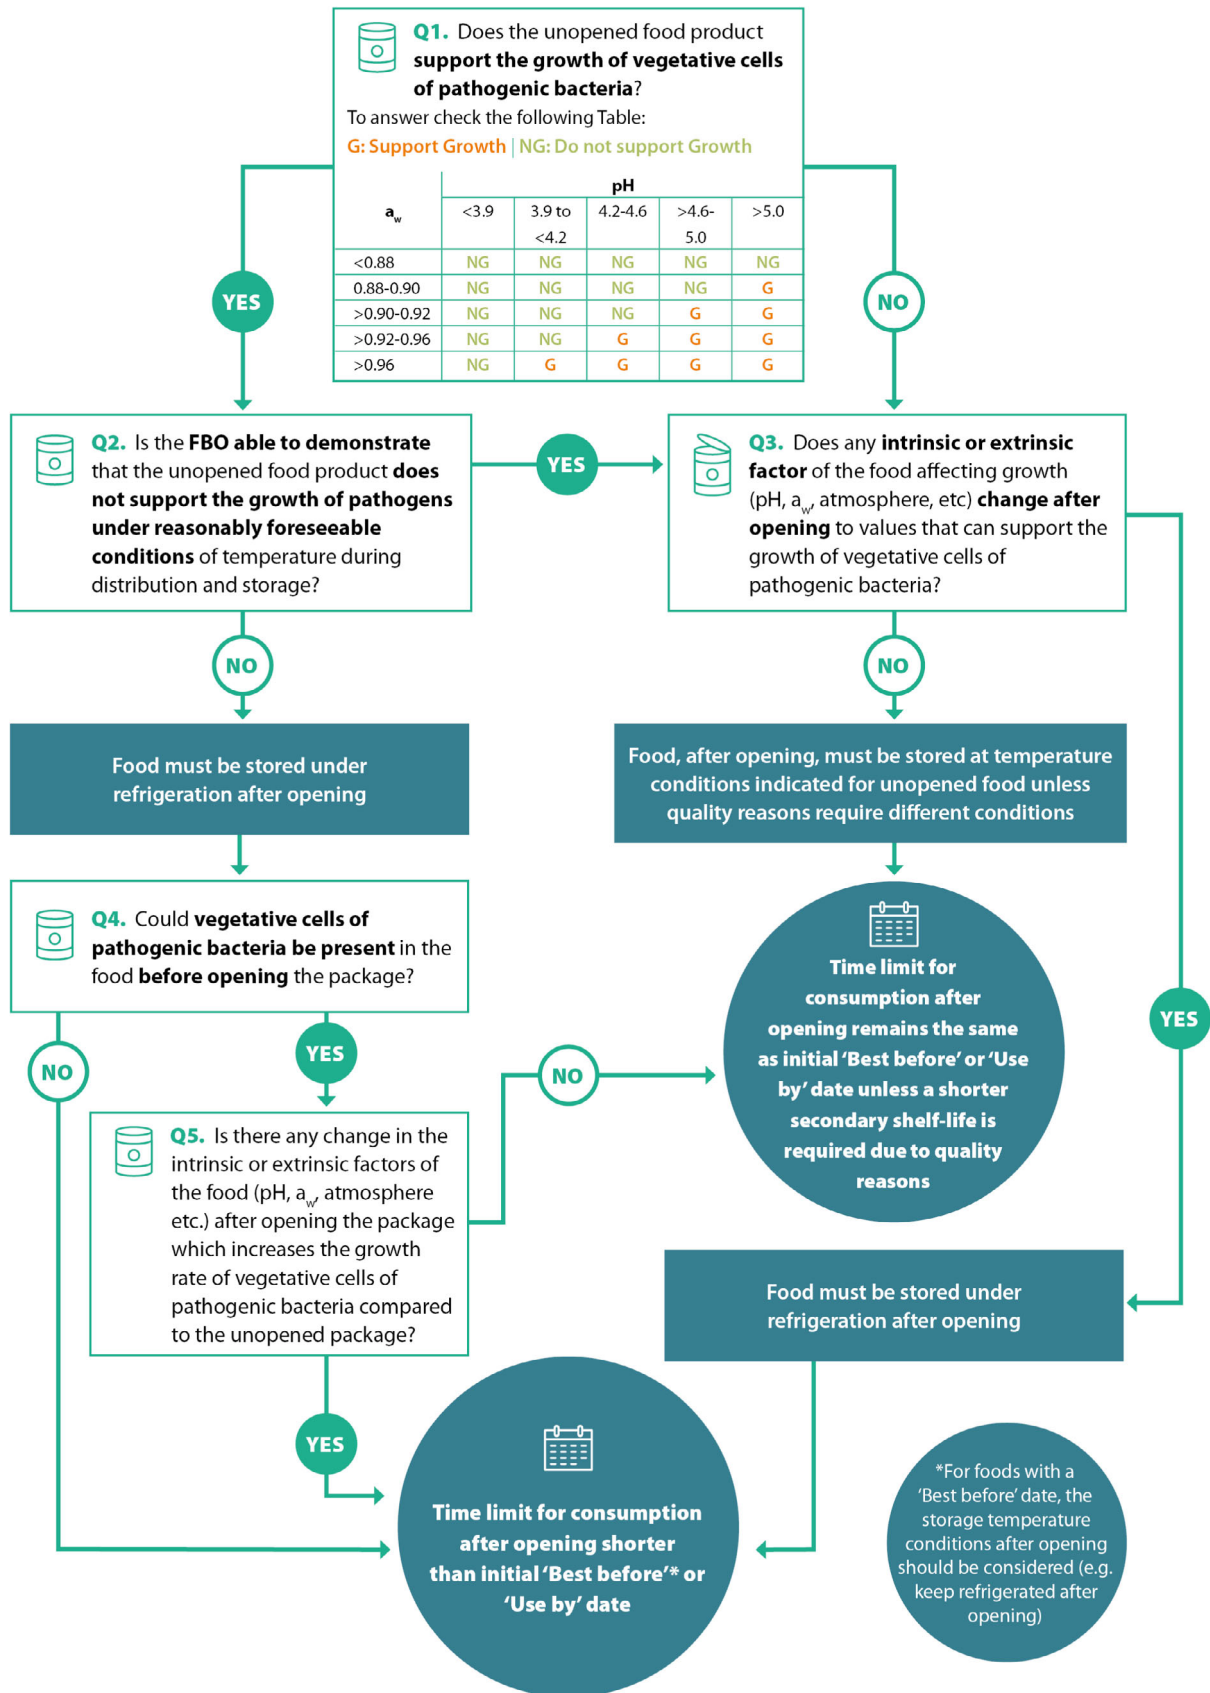 Q1. Does the unopened food product
support the growth of vegetative cells
of pathogenic bacteria?
To answer check the following Table:
G: Support Growth | NG: Do not support Growth
pH
aw <3.9 3.9 to 4.2-4.6 >4.6- >5.0
<4.2 5.0
<0.88 NG NG NG NG NG
0.88-0.90 NG NG NG NG G
>0.90-0.92 NG NG NG G G
>0.92-0.96 NG NG G G G
>0.96 NG G G G G
YES
NO
Q2. Is the FBO able to demonstrate
that the unopened food product does
not support the growth of pathogens
under reasonably foreseeable
conditions of temperature during
distribution and storage?
YES
Q3. Does any intrinsic or extrinsic
factor of the food affecting growth
(pH, aw, atmosphere, etc) change after
opening to values that can support the
growth of vegetative cells of
pathogenic bacteria?
NO
NO
Food must be stored under
refrigeration after opening
Food, after opening, must be stored at temperature
conditions indicated for unopened food unless
quality reasons require different conditions
Q4. Could vegetative cells of
pathogenic bacteria be present in the
food before opening the package?
Time limit for
consumption after
opening remains the same
as initial ‘Best before’ or ‘Use
by’ date unless a shorter
secondary shelf-life is
required due to quality
reasons
YES
NO
YES
NO
Q5. Is there any change in the
intrinsic or extrinsic factors of
the food (pH, aw, atmosphere
etc.) after opening the package
which increases the growth
rate of vegetative cells of
pathogenic bacteria compared
to the unopened package?
Food must be stored under
refrigeration after opening
YES
Time limit for consumption
after opening shorter
than initial ‘Best before’* or
‘Use by’ date
*For foods with a
‘Best before’ date, the
storage temperature
conditions after opening
should be considered (e.g.
keep refrigerated after
opening)